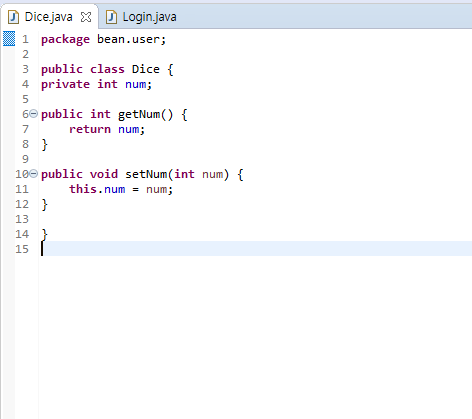 Dice.java Login.java
1 package bean.user;
2
3 public class Dice {
4 private int num;
5
6 public int getNum() {
7     return num;
8 }
9
10 public void setNum(int num) {
11     this.num = num;
12 }
13
14 }
15